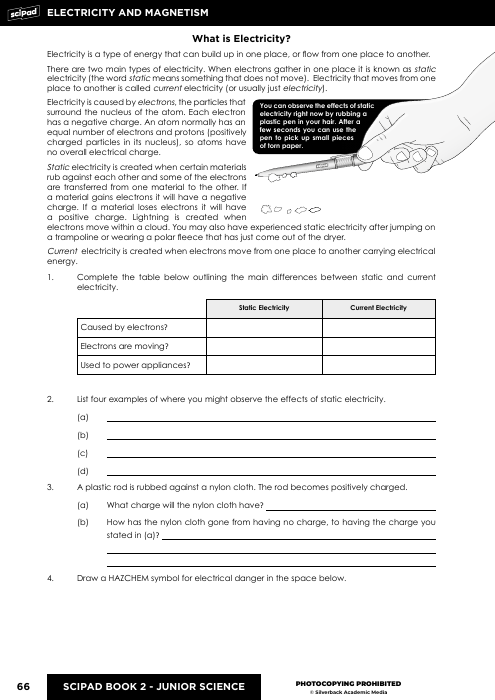 scipad
ELECTRICITY AND MAGNETISM
What is Electricity?
Electricity is a type of energy that can build up in one place, or flow from one place to another.
There are two main types of electricity. When electrons gather in one place it is known as static
electricity (the word static means something that does not move). Electricity that moves from one
place to another is called current electricity (or usually just electricity).
Electricity is caused by electrons, the particles that
surround the nucleus of the atom. Each electron
has a negative charge. An atom normally has an
equal number of electrons and protons (positively
charged particles in its nucleus), so atoms have
no overall electrical charge.
You can observe the effects of static
electricity right now by rubbing a
plastic pen in your hair. After a
few seconds you can use the
pen to pick up small pieces
of torn paper.
Static electricity is created when certain materials
rub against each other and some of the electrons
are transferred from one material to the other. If
a material gains electrons it will have a negative
charge. If a material loses electrons it will have
a positive charge. Lightning is created when
electrons move within a cloud. You may also have experienced static electricity after jumping on
a trampoline or wearing a polar fleece that has just come out of the dryer.
Current electricity is created when electrons move from one place to another carrying electrical
energy.
1. Complete the table below outlining the main differences between static and current
electricity.
Static Electricity Current Electricity
Caused by electrons?
Electrons are moving?
Used to power appliances?
2. List four examples of where you might observe the effects of static electricity.
(a)
(b)
(c)
(d)
3. A plastic rod is rubbed against a nylon cloth. The rod becomes positively charged.
(a) What charge will the nylon cloth have?
(b) How has the nylon cloth gone from having no charge, to having the charge you
stated in (a)?
4. Draw a HAZCHEM symbol for electrical danger in the space below.
66
SCIPAD BOOK 2 - JUNIOR SCIENCE
PHOTOCOPYING PROHIBITED
© Silverback Academic Media